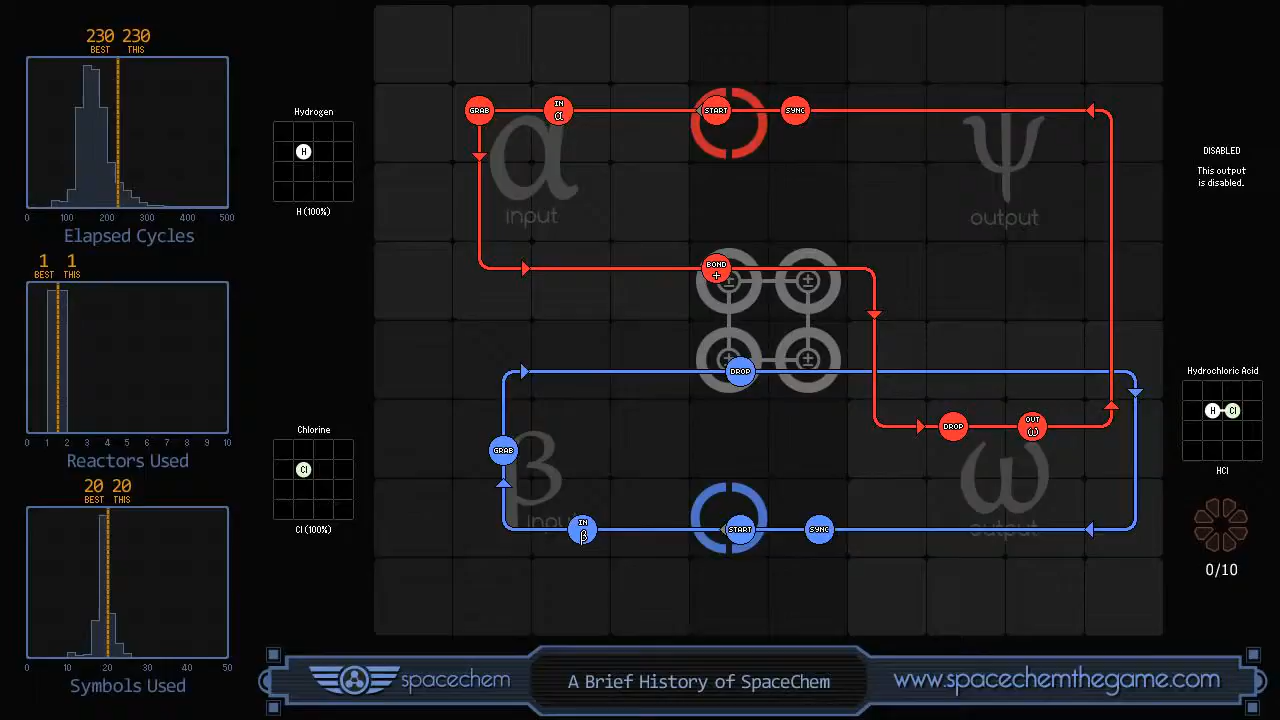 230 230
BEST THIS
0 100 200 300 400 500
Elapsed Cycles
1 1
BEST THIS
0 1 2 3 4 5 6 7 8 9 10
Reactors Used
20 20
BEST THIS
0 10 20 30 40 50
Symbols Used
Hydrogen
H
H (100%)
Chlorine
Cl
Cl (100%)
GRAB
IN
α
START
SYNC
α
input
ψ
output
BOND
+
± ±
± ±
DROP
GRAB
DROP
OUT
ω
β
input
IN
β
START
SYNC
ω
output
DISABLED
This output
is disabled.
Hydrochloric Acid
H Cl
HCl
0/10
spacechem
A Brief History of SpaceChem
www.spacechemthegame.com